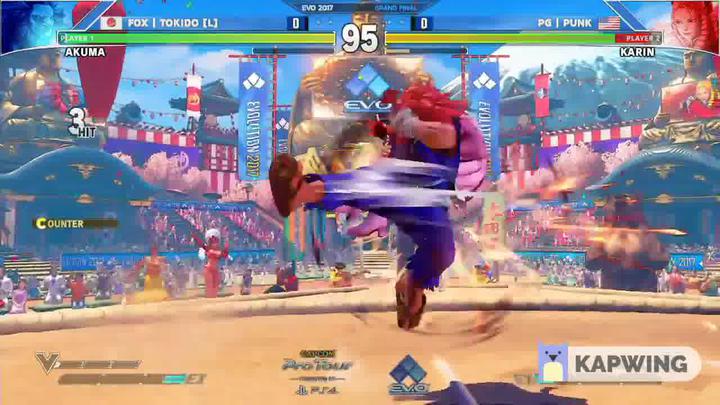 EVO 2017 GRAND FINAL
FOX | TOKIDO [L] 0 0 PG | PUNK
PLAYER 1 95 PLAYER 2
AKUMA KARIN
EVO
EVOLUTION 2017
3 HIT
COUNTER
V
EX
CAPCOM
Pro Tour
PS4
EVO
KAPWING